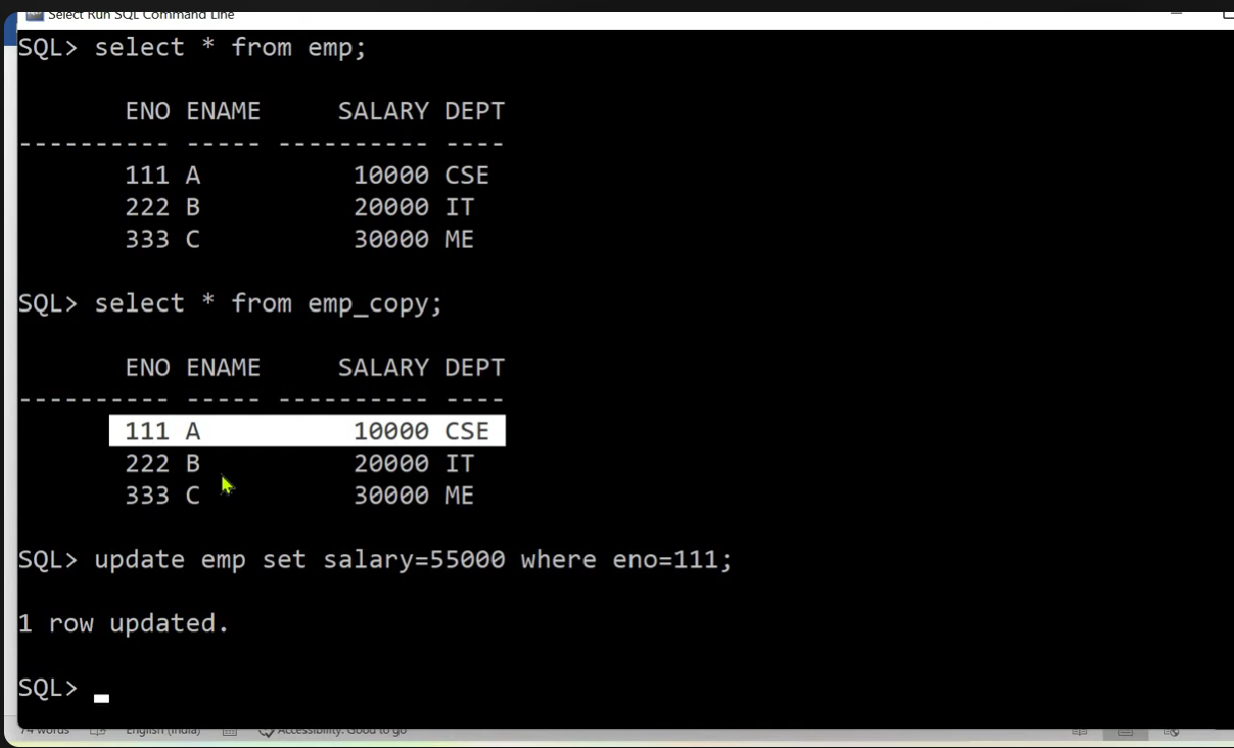 Select Run SQL Command Line
SQL> select * from emp;
ENO ENAME SALARY DEPT
---------- ----- ---------- ----
111 A 10000 CSE
222 B 20000 IT
333 C 30000 ME
SQL> select * from emp_copy;
ENO ENAME SALARY DEPT
---------- ----- ---------- ----
111 A 10000 CSE
222 B 20000 IT
333 C 30000 ME
SQL> update emp set salary=55000 where eno=111;
1 row updated.
SQL>
74 words English (India) Accessibility: Good to go